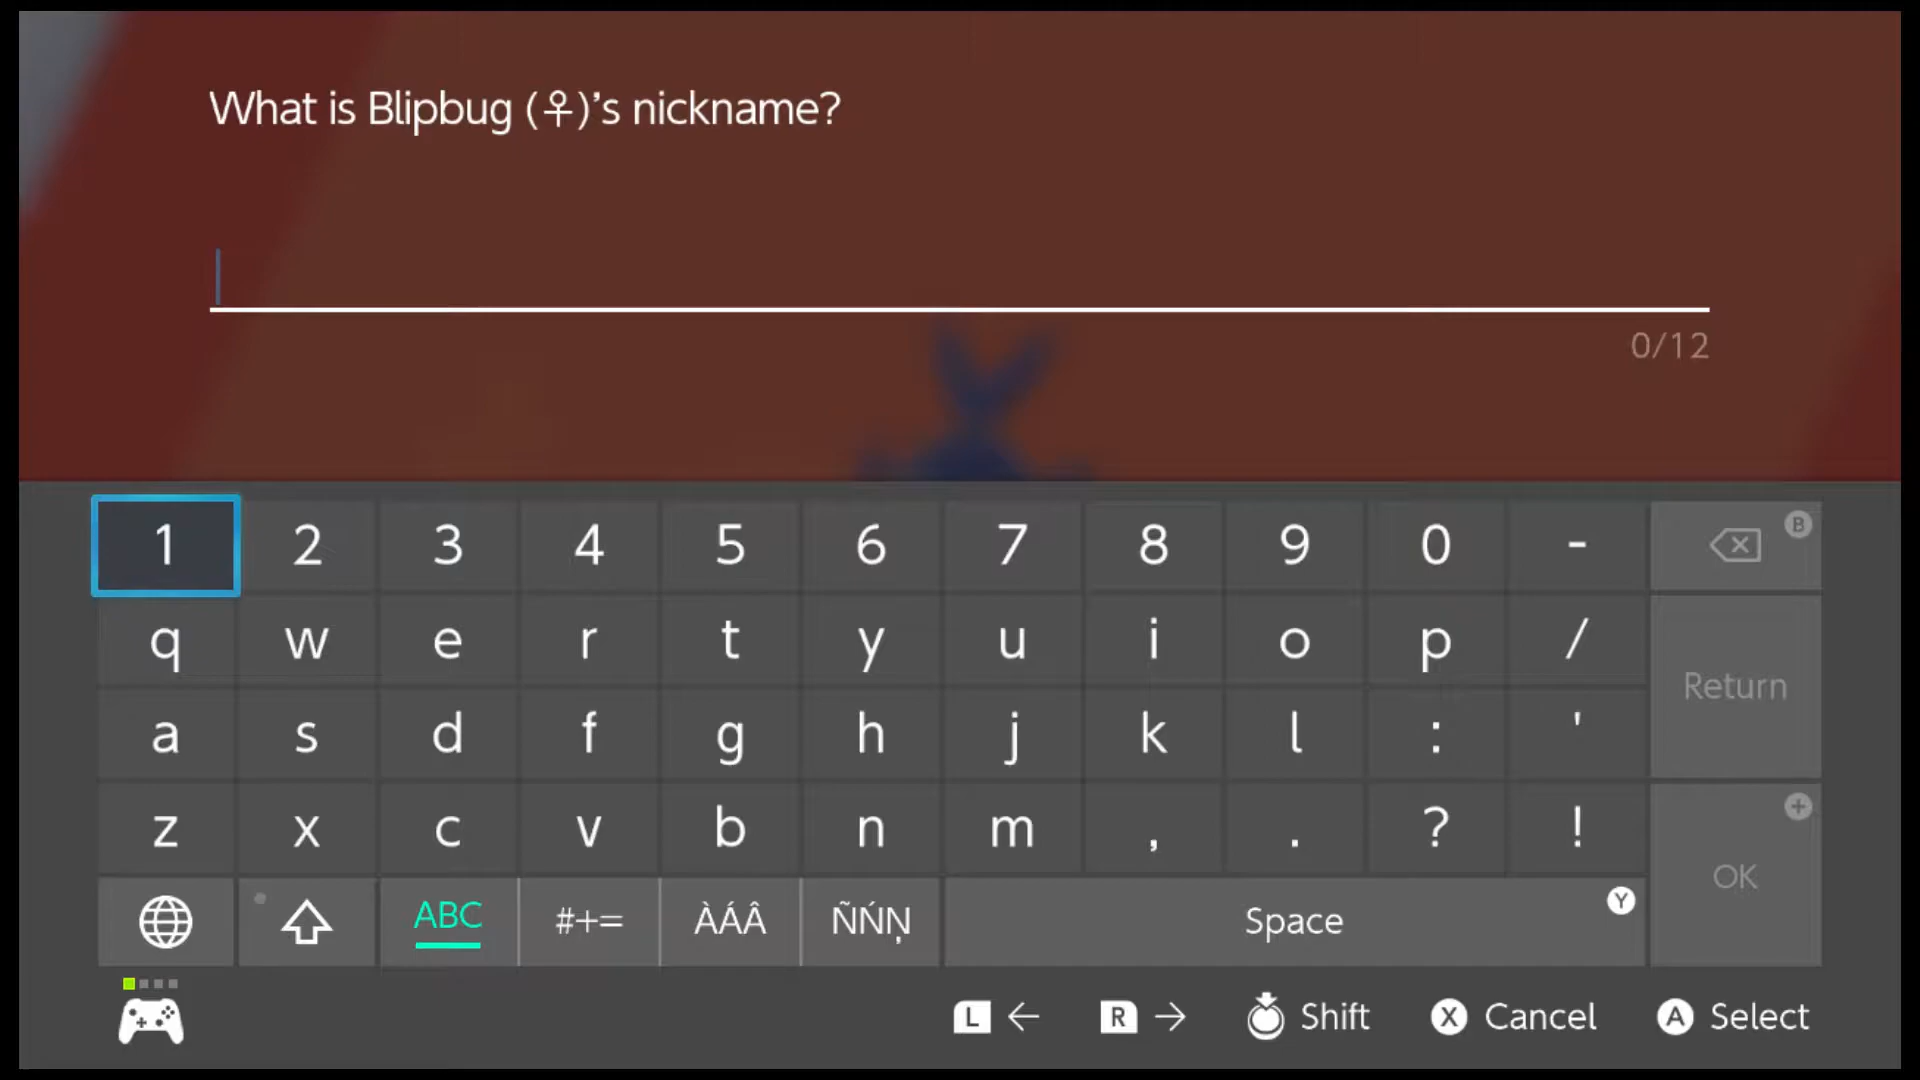 What is Blipbug (♀)’s nickname?
0/12
1 2 3 4 5 6 7 8 9 0 - B
q w e r t y u i o p / Return
a s d f g h j k l : '
z x c v b n m , . ? ! OK
ABC #+= ÀÁÂ ÑŃŅ Space Y
L ← R → Shift X Cancel A Select